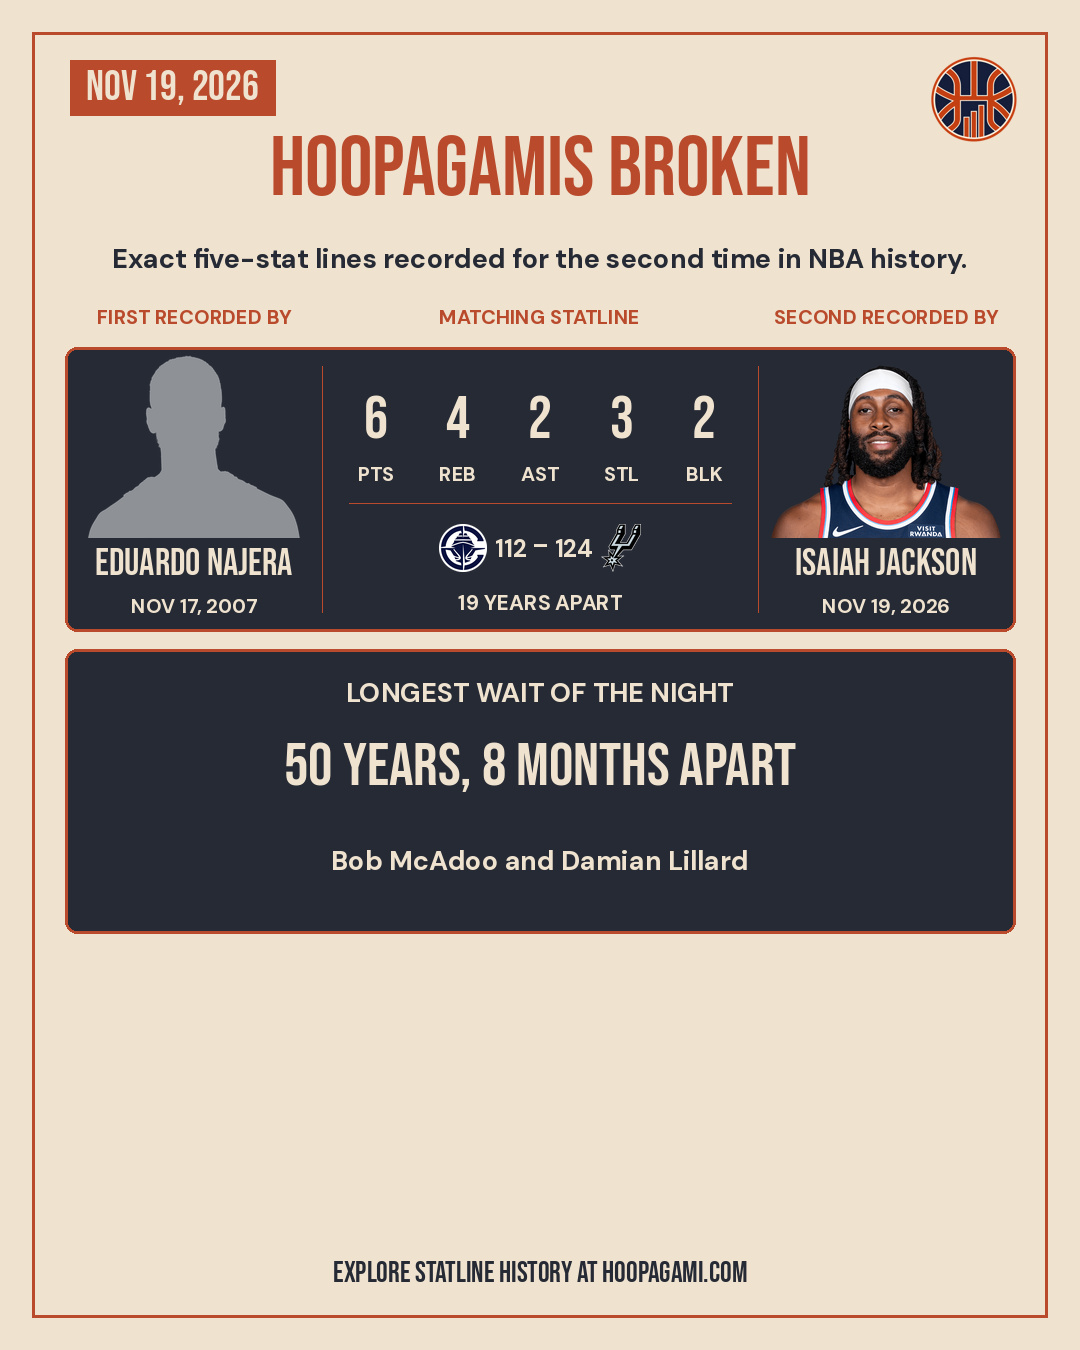 NOV 19, 2026
HOOPAGAMIS BROKEN
Exact five-stat lines recorded for the second time in NBA history.
FIRST RECORDED BY
MATCHING STATLINE
SECOND RECORDED BY
6 4 2 3 2
PTS REB AST STL BLK
112 – 124
19 YEARS APART
EDUARDO NAJERA
NOV 17, 2007
VISIT
RWANDA
ISAIAH JACKSON
NOV 19, 2026
LONGEST WAIT OF THE NIGHT
50 YEARS, 8 MONTHS APART
Bob McAdoo and Damian Lillard
EXPLORE STATLINE HISTORY AT HOOPAGAMI.COM